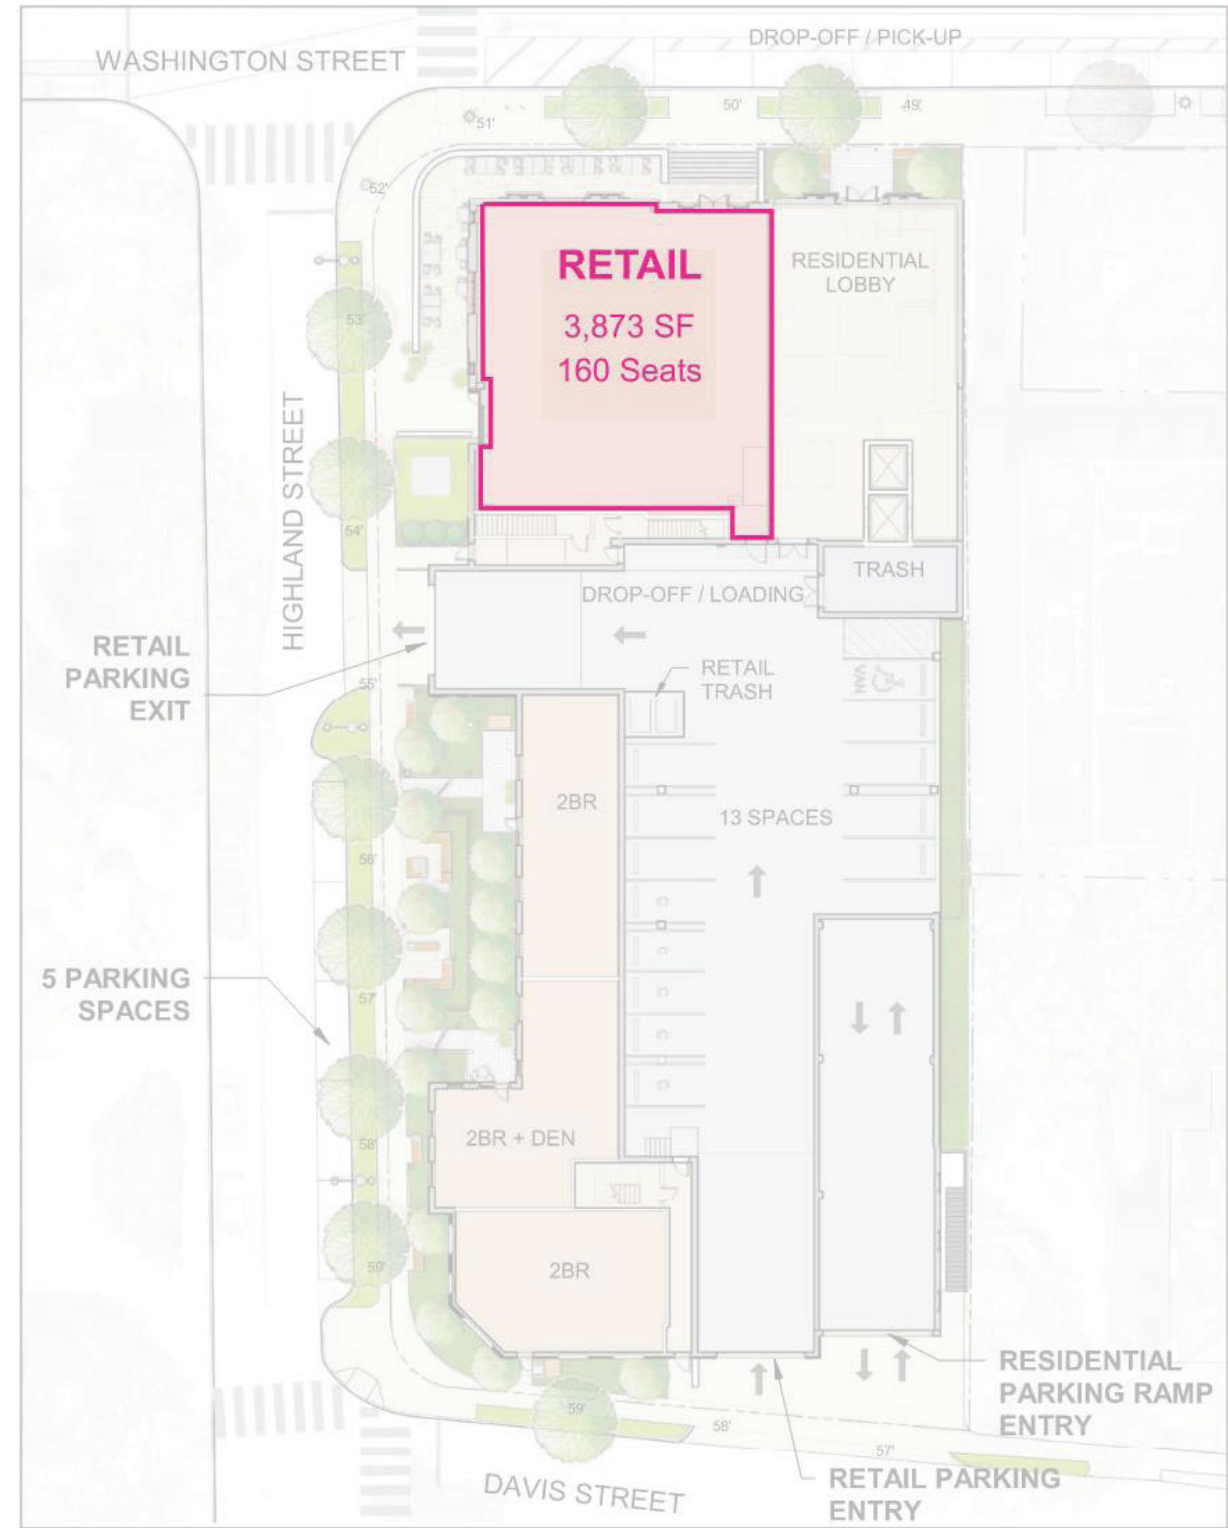 DROP-OFF / PICK-UP
WASHINGTON STREET
50'
49'
51'
52'
RETAIL
3,873 SF
160 Seats
RESIDENTIAL
LOBBY
53'
HIGHLAND STREET
54'
TRASH
DROP-OFF / LOADING
RETAIL
PARKING
EXIT
RETAIL
TRASH
VAN
55'
2BR
13 SPACES
56'
C
C
C
C
C
5 PARKING
SPACES
57'
58'
2BR + DEN
59'
2BR
RESIDENTIAL
PARKING RAMP
ENTRY
59'
58'
57'
RETAIL PARKING
ENTRY
DAVIS STREET